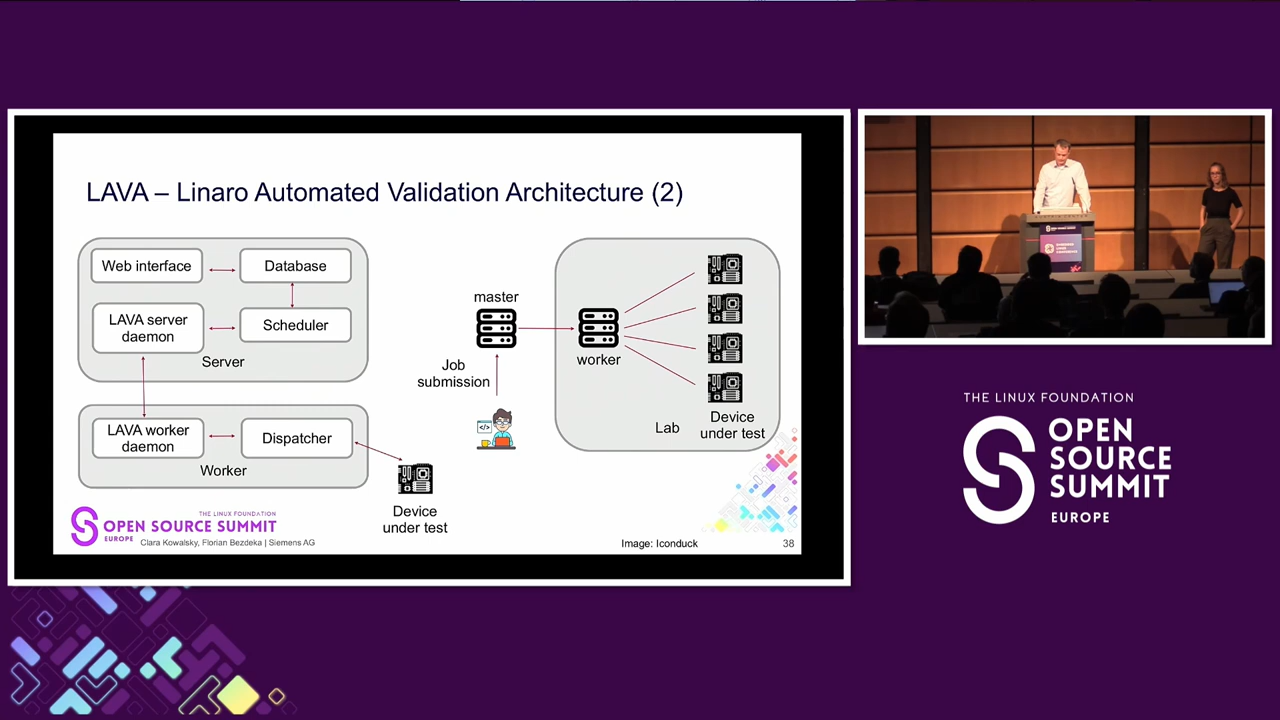 LAVA – Linaro Automated Validation Architecture (2)
Web interface
Database
LAVA server
daemon
Scheduler
Server
LAVA worker
daemon
Dispatcher
Worker
Device
under test
master
Job
submission
worker
Lab
Device
under test
THE LINUX FOUNDATION
OPEN SOURCE SUMMIT
EUROPE
Clara Kowalsky, Florian Bezdeka | Siemens AG
Image: Iconduck
38
THE LINUX FOUNDATION
OPEN
SOURCE
SUMMIT
EUROPE